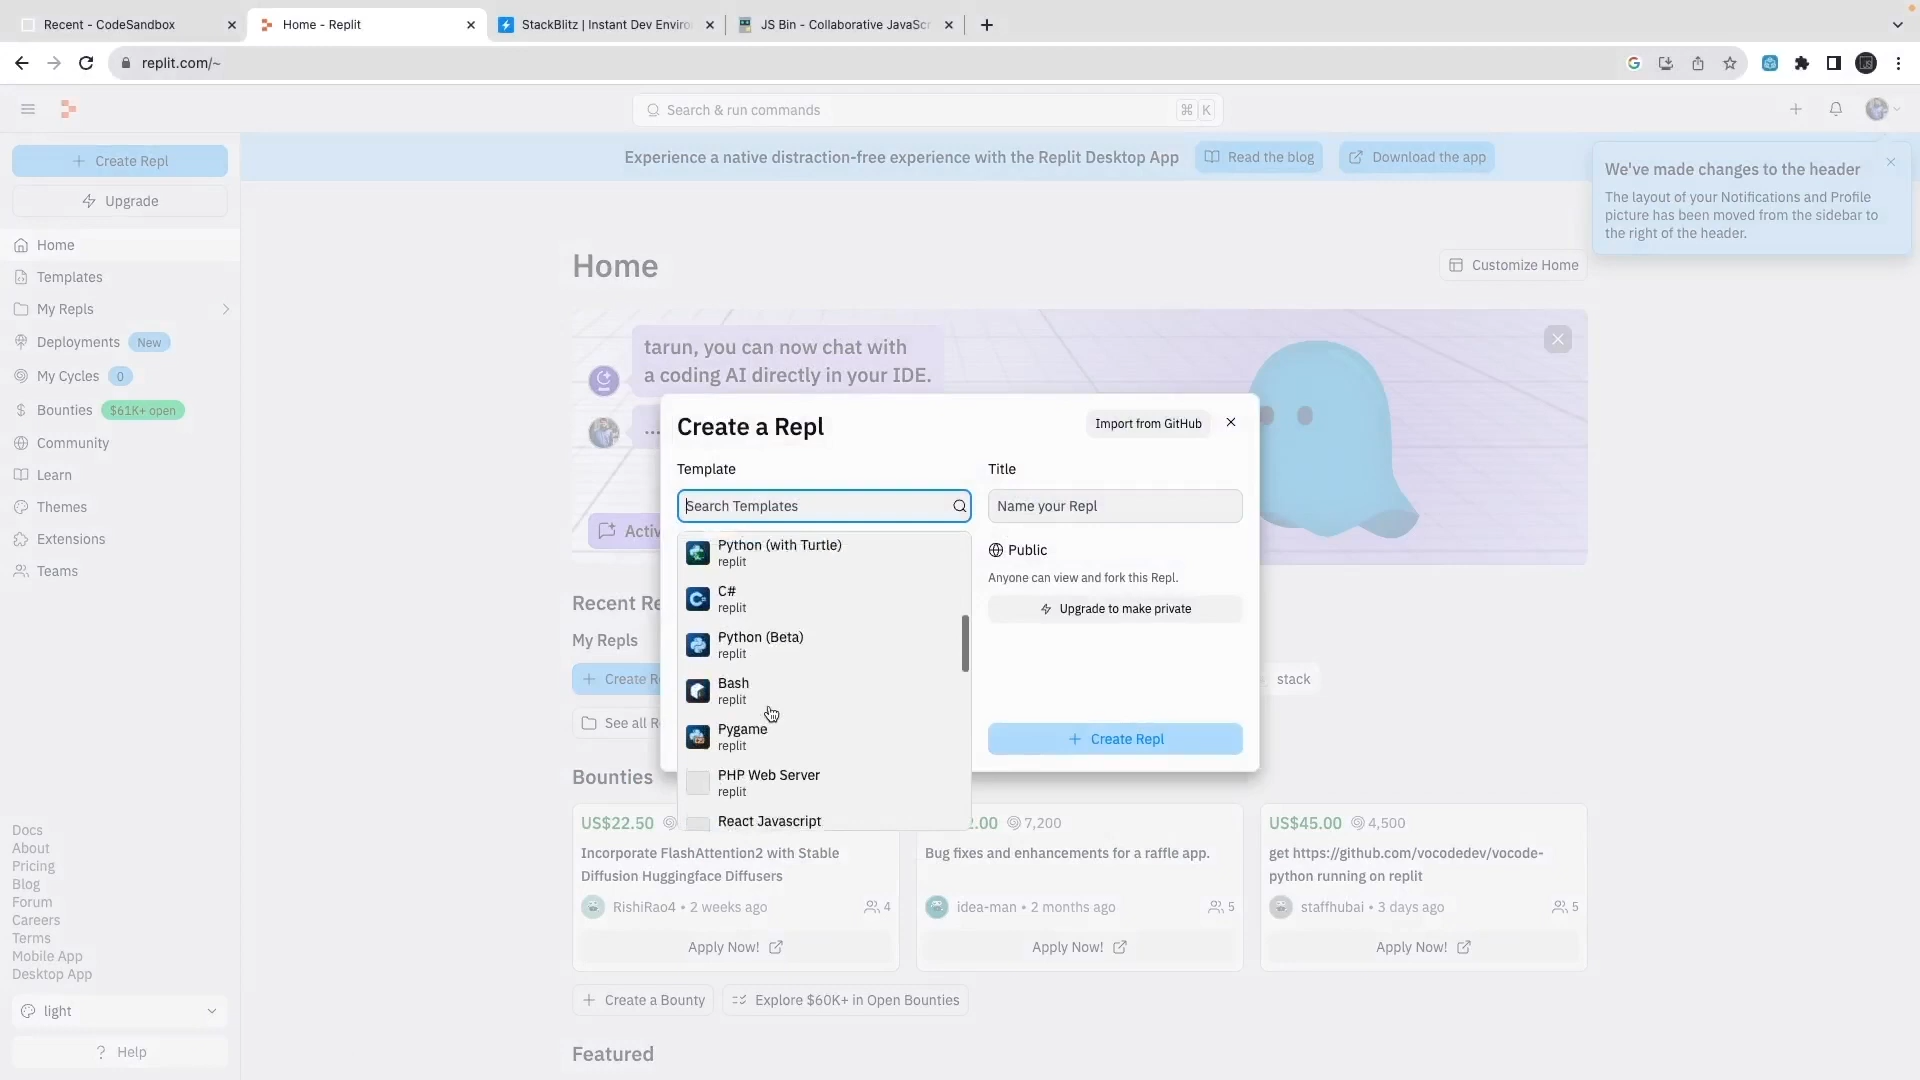 Recent - CodeSandbox
Home - Replit
StackBlitz | Instant Dev Enviro
JS Bin - Collaborative JavaScr
replit.com/~
Search & run commands
⌘ K
Create Repl
Upgrade
Home
Templates
My Repls
Deployments New
My Cycles 0
Bounties $61K+ open
Community
Learn
Themes
Extensions
Teams
Docs
About
Pricing
Blog
Forum
Careers
Terms
Mobile App
Desktop App
light
? Help
Experience a native distraction-free experience with the Replit Desktop App
Read the blog
Download the app
We've made changes to the header
The layout of your Notifications and Profile
picture has been moved from the sidebar to
the right of the header.
Home
Customize Home
tarun, you can now chat with
a coding AI directly in your IDE.
...
Activ
Create a Repl
Import from GitHub
Template
Search Templates
Python (with Turtle)
replit
C#
replit
Python (Beta)
replit
Bash
replit
Pygame
replit
PHP Web Server
replit
React Javascript
Title
Name your Repl
Public
Anyone can view and fork this Repl.
Upgrade to make private
+ Create Repl
Recent Re
My Repls
+ Create R
stack
See all R
Bounties
US$22.50
Incorporate FlashAttention2 with Stable
Diffusion Huggingface Diffusers
RishiRao4 • 2 weeks ago
4
Apply Now!
.00 7,200
Bug fixes and enhancements for a raffle app.
idea-man • 2 months ago
5
Apply Now!
US$45.00 4,500
get https://github.com/vocodedev/vocode-
python running on replit
staffhubai • 3 days ago
5
Apply Now!
+ Create a Bounty
Explore $60K+ in Open Bounties
Featured